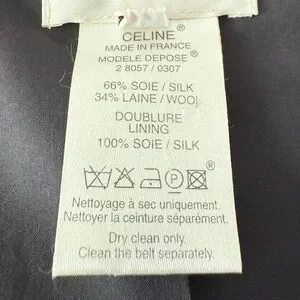 CELINE®
MADE IN FRANCE
MODELE DEPOSE®
2 8057 / 0307
66% SOIE / SILK
34% LAINE / WOOL
DOUBLURE
LINING
100% SOIE / SILK
P ®
Nettoyage à sec uniquement.
Nettoyer la ceinture séparément.
Dry clean only.
Clean the belt separately.